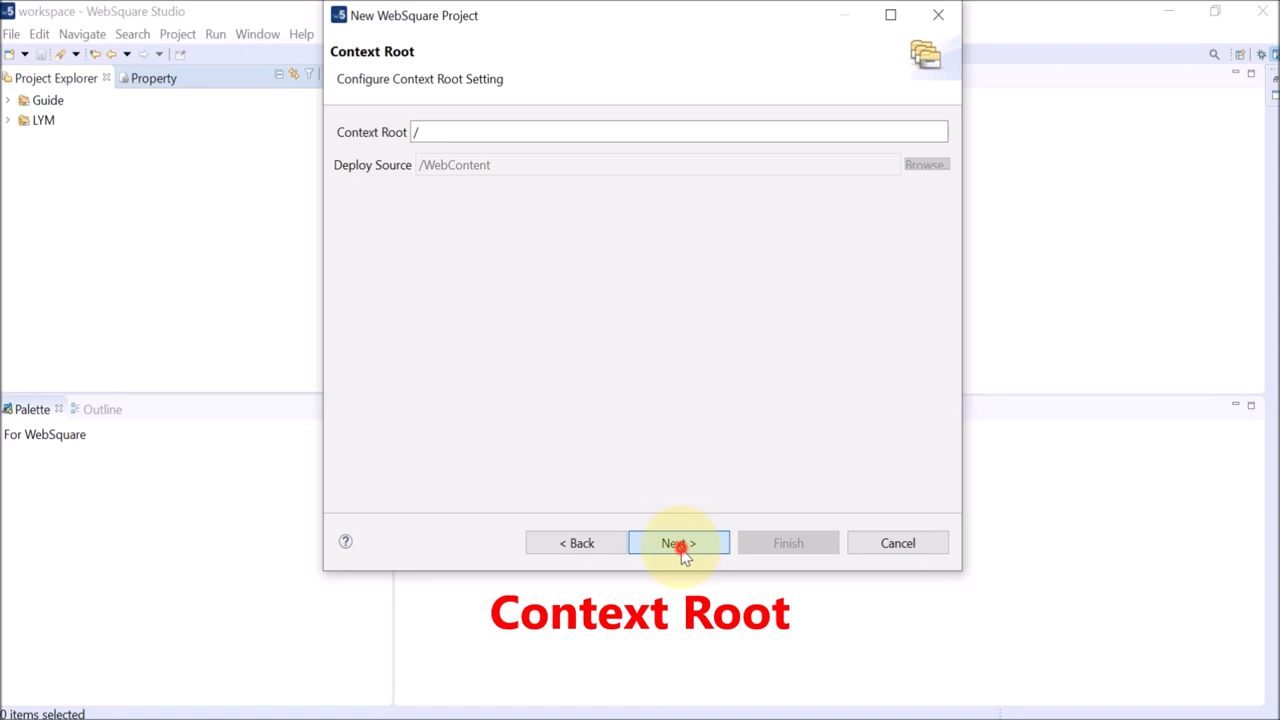 workspace - WebSquare Studio
File Edit Navigate Search Project Run Window Help
Project Explorer Property
Guide
LYM
Palette Outline
For WebSquare
0 items selected
New WebSquare Project
Context Root
Configure Context Root Setting
Context Root /
Deploy Source /WebContent Browse...
< Back Next > Finish Cancel
Context Root